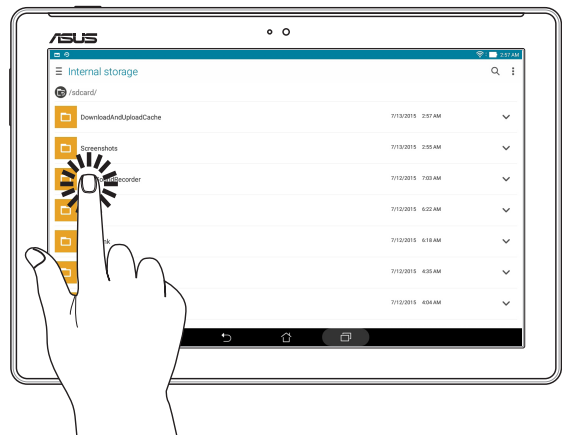 ASUS
2:57 AM
Internal storage
/sdcard/
DownloadAndUploadCache 7/13/2015 2:57 AM
Screenshots 7/13/2015 2:55 AM
7/12/2015 7:03 AM
7/12/2015 6:22 AM
7/12/2015 6:18 AM
7/12/2015 4:35 AM
7/12/2015 4:04 AM